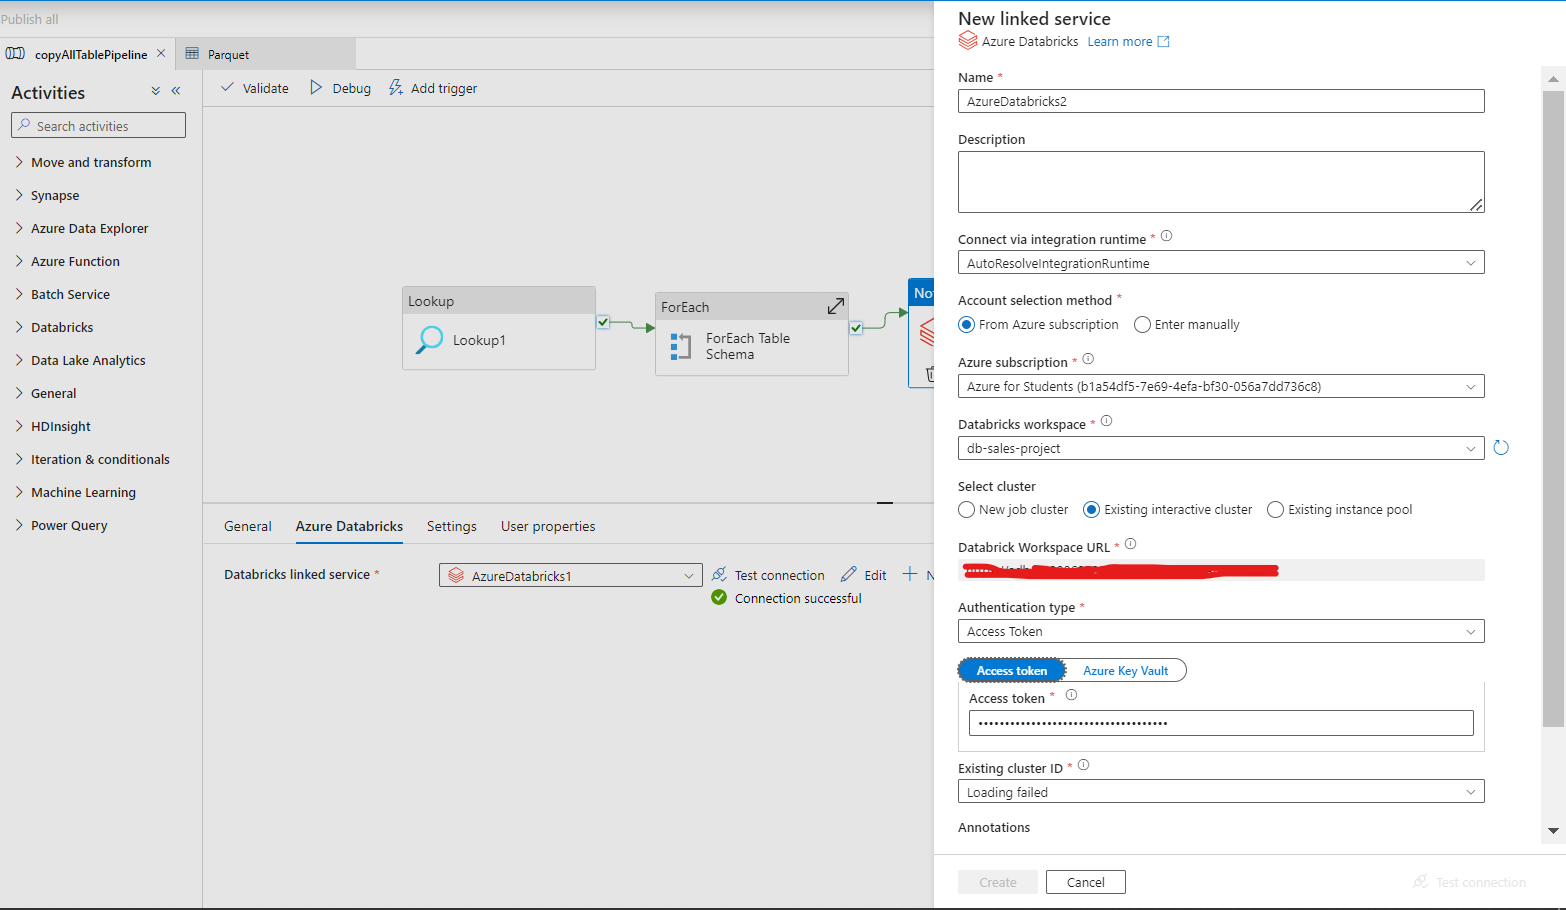 Publish all
copyAllTablePipeline
Parquet
Activities
Search activities
Move and transform
Synapse
Azure Data Explorer
Azure Function
Batch Service
Databricks
Data Lake Analytics
General
HDInsight
Iteration & conditionals
Machine Learning
Power Query
Validate
Debug
Add trigger
Lookup
Lookup1
ForEach
ForEach Table
Schema
General
Azure Databricks
Settings
User properties
Databricks linked service *
AzureDatabricks1
Test connection
Edit
Connection successful
New linked service
Azure Databricks
Learn more
Name *
AzureDatabricks2
Description
Connect via integration runtime *
AutoResolveIntegrationRuntime
Account selection method *
From Azure subscription
Enter manually
Azure subscription *
Azure for Students (b1a54df5-7e69-4efa-bf30-056a7dd736c8)
Databricks workspace *
db-sales-project
Select cluster
New job cluster
Existing interactive cluster
Existing instance pool
Databrick Workspace URL *
Authentication type *
Access Token
Access token
Azure Key Vault
Access token *
••••••••••••••••••••••••••••••••••••
Existing cluster ID *
Loading failed
Annotations
Create
Cancel
Test connection